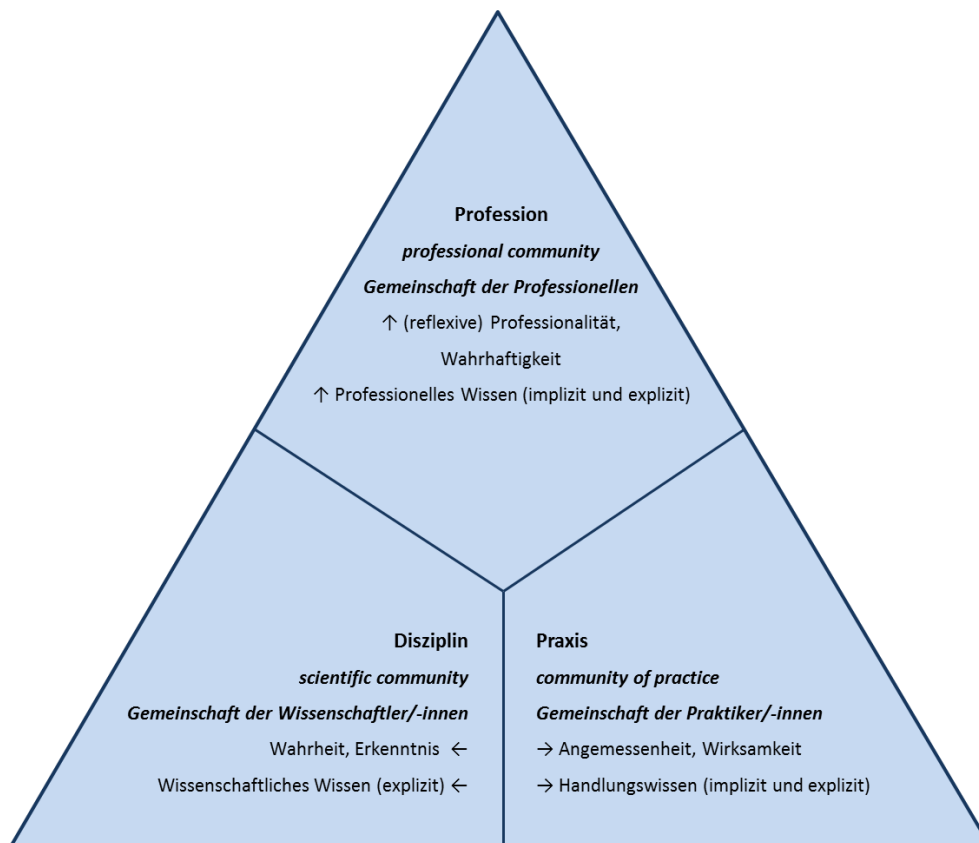 Profession
professional community
Gemeinschaft der Professionellen
↑ (reflexive) Professionalität,
Wahrhaftigkeit
↑ Professionelles Wissen (implizit und explizit)
Disziplin
scientific community
Gemeinschaft der Wissenschaftler/-innen
Wahrheit, Erkenntnis ←
Wissenschaftliches Wissen (explizit) ←
Praxis
community of practice
Gemeinschaft der Praktiker/-innen
→ Angemessenheit, Wirksamkeit
→ Handlungswissen (implizit und explizit)